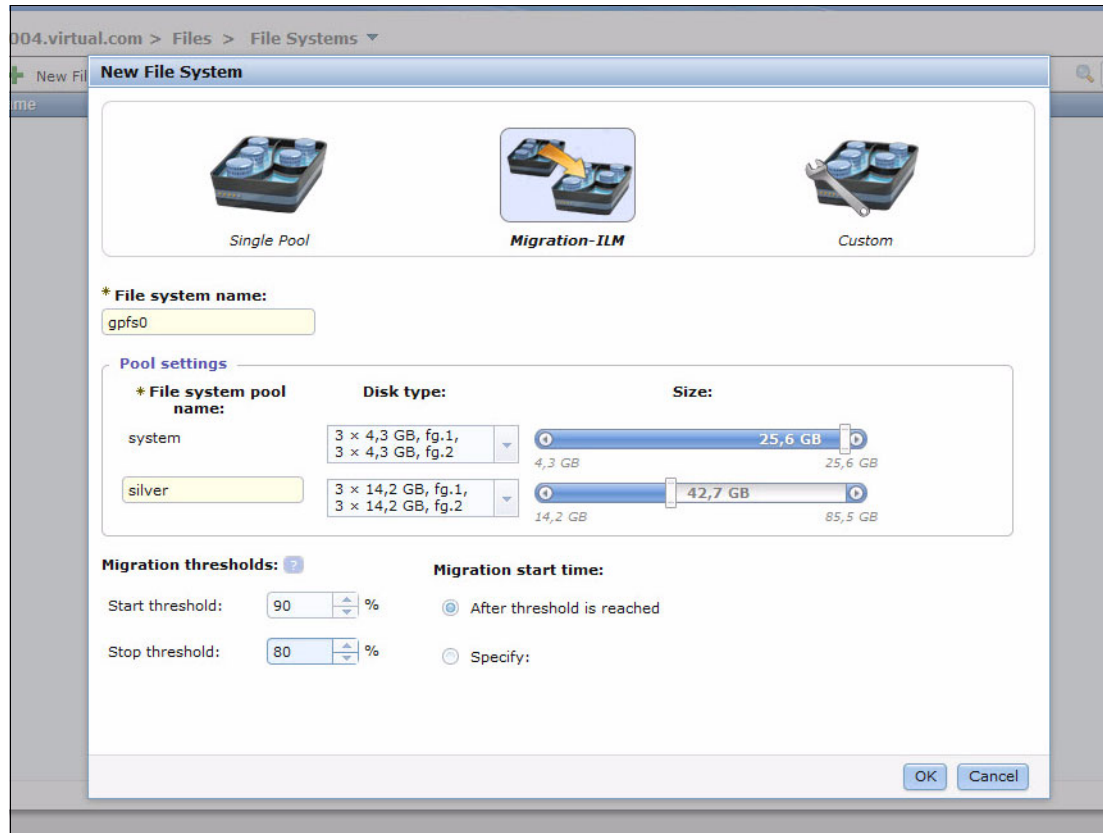 004.virtual.com > Files > File Systems
New Fil
me
New File System
Single Pool
Migration-ILM
Custom
* File system name:
gpfs0
Pool settings
* File system pool name:
Disk type:
Size:
system
3 × 4,3 GB, fg.1,
3 × 4,3 GB, fg.2
25,6 GB
4,3 GB
25,6 GB
silver
3 × 14,2 GB, fg.1,
3 × 14,2 GB, fg.2
42,7 GB
14,2 GB
85,5 GB
Migration thresholds: ?
Migration start time:
Start threshold: 90 %
After threshold is reached
Stop threshold: 80 %
Specify:
OK
Cancel